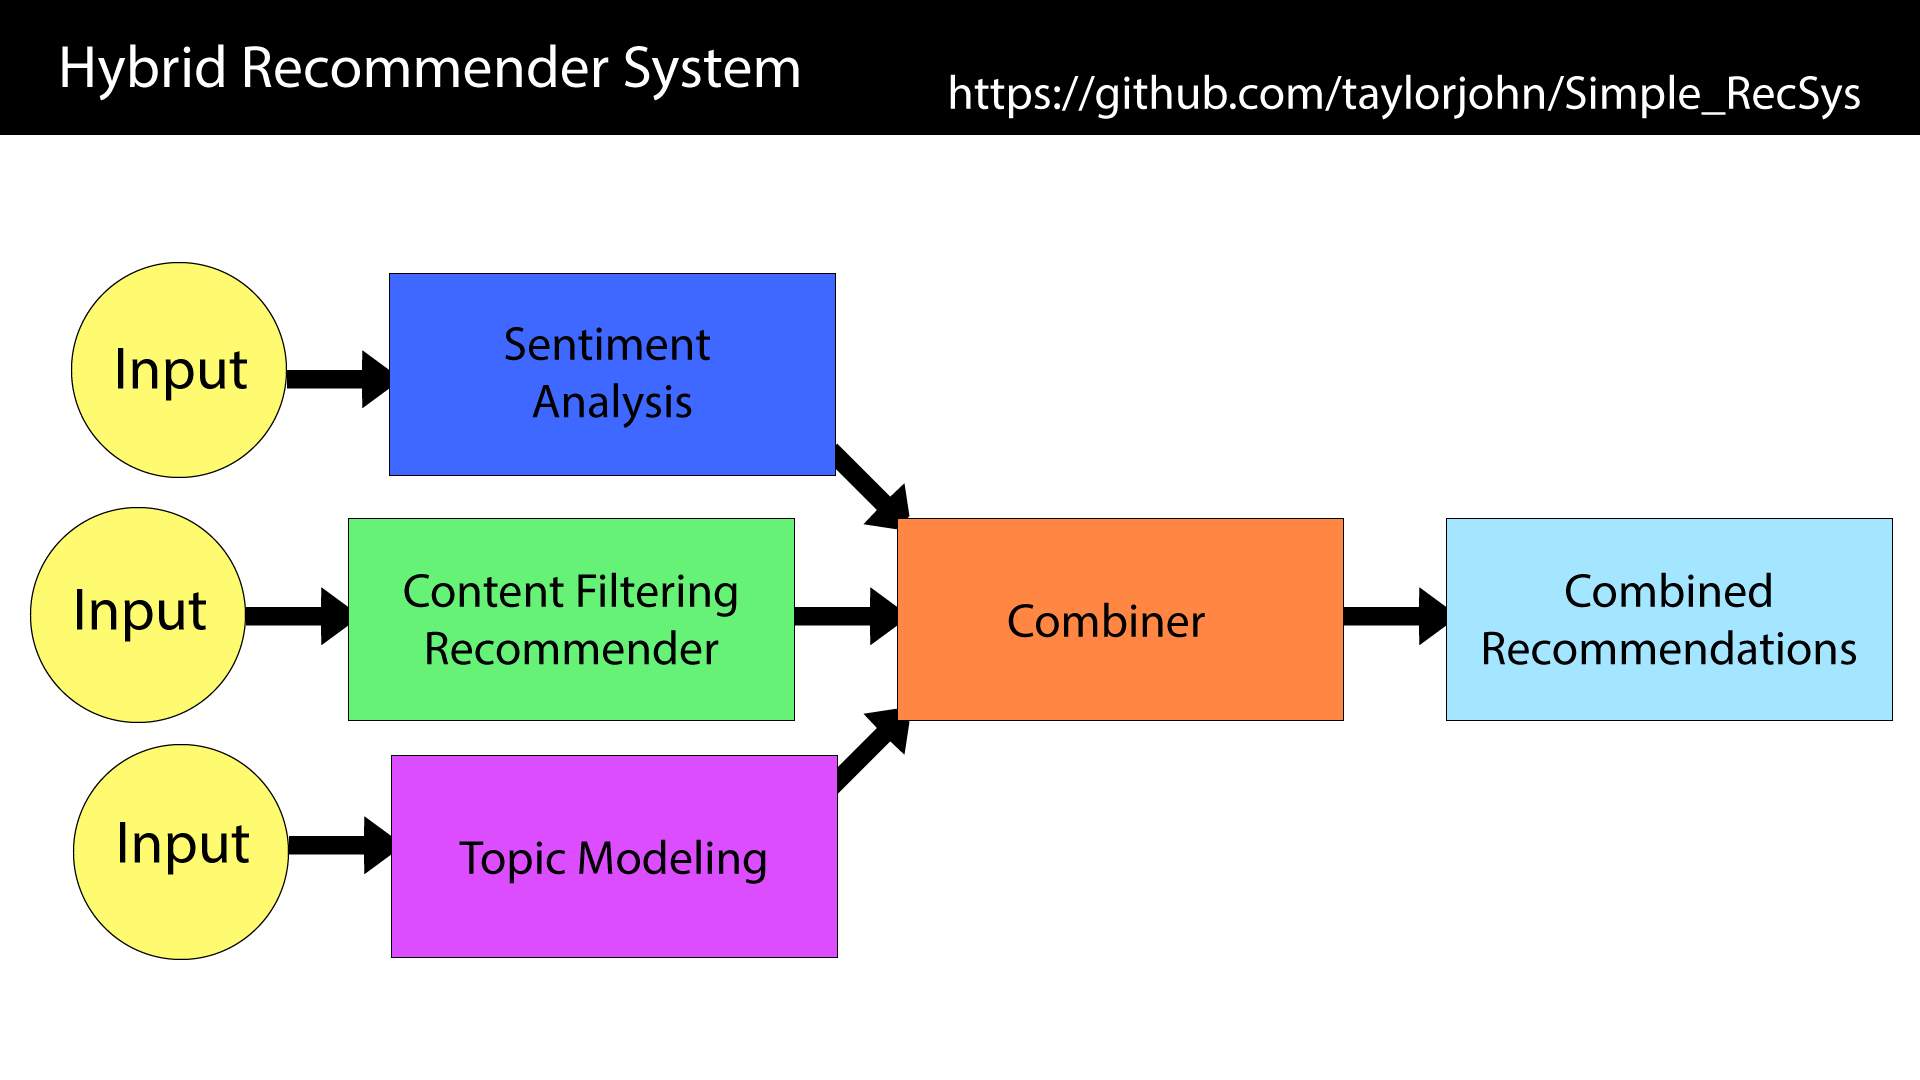 Hybrid Recommender System
https://github.com/taylorjohn/Simple_RecSys
Input
Sentiment
Analysis
Input
Content Filtering
Recommender
Combiner
Combined
Recommendations
Input
Topic Modeling